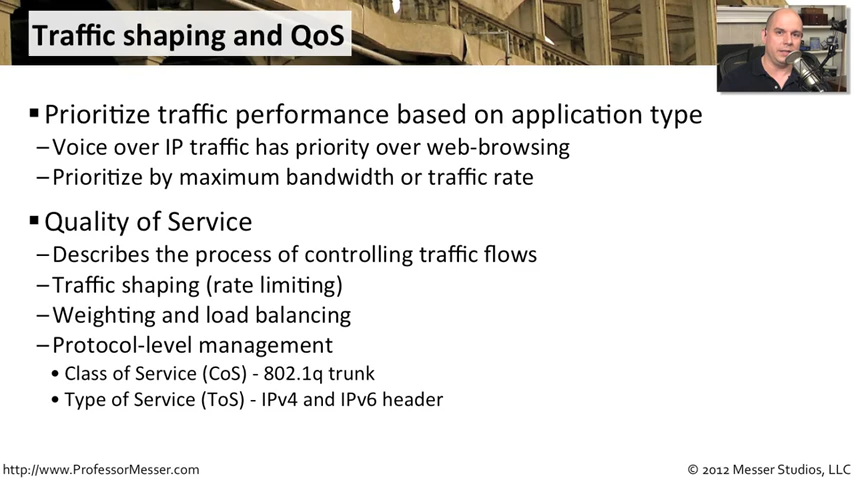 Traffic shaping and QoS
▪ Prioritize traffic performance based on application type
– Voice over IP traffic has priority over web-browsing
– Prioritize by maximum bandwidth or traffic rate
▪ Quality of Service
– Describes the process of controlling traffic flows
– Traffic shaping (rate limiting)
– Weighting and load balancing
– Protocol-level management
• Class of Service (CoS) - 802.1q trunk
• Type of Service (ToS) - IPv4 and IPv6 header
http://www.ProfessorMesser.com
© 2012 Messer Studios, LLC